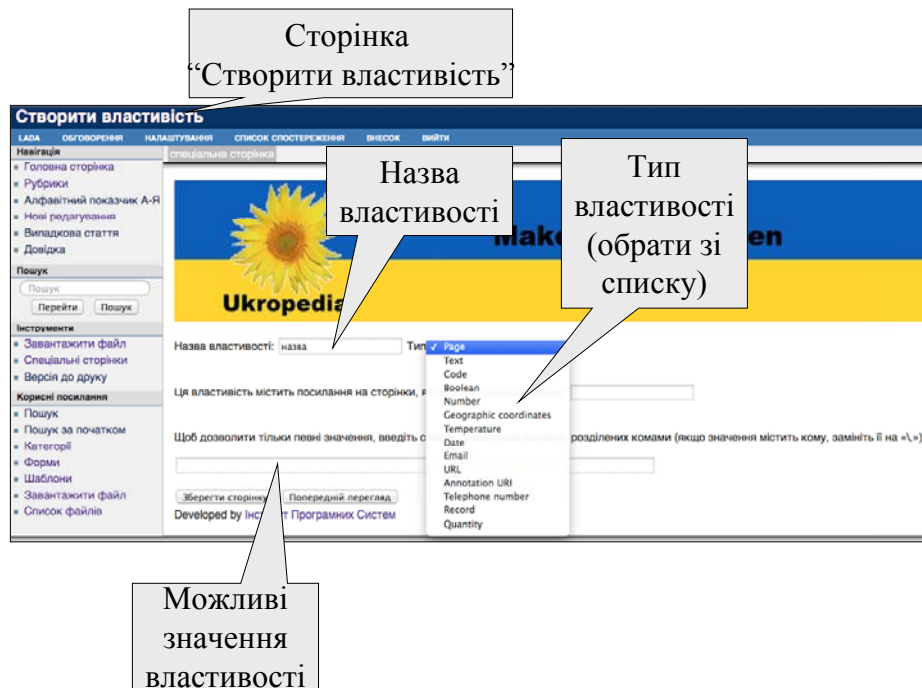 Сторінка
“Створити властивість”
Створити властивість
LADA ОБГОВОРЕННЯ НАЛАШТУВАННЯ СПИСОК СПОСТЕРЕЖЕННЯ ВНЕСОК ВИЙТИ
Навігація
Головна сторінка
Рубрики
Алфавітний показчик А-Я
Нові редагування
Випадкова стаття
Довідка
Пошук
Пошук
Перейти Пошук
Інструменти
Завантажити файл
Спеціальні сторінки
Версія до друку
Корисні посилання
Пошук
Пошук за початком
Категорії
Форми
Шаблони
Завантажити файл
Список файлів
спеціальна сторінка
Назва
властивості
Тип
властивості
(обрати зі
списку)
Ukropedia
Назва властивості: назва Тип
Page
Text
Code
Boolean
Number
Geographic coordinates
Temperature
Date
Email
URL
Annotation URI
Telephone number
Record
Quantity
Ця властивість містить посилання на сторінки,
Щоб дозволити тільки певні значення, введіть розділених комами (якщо значення містить кому, замініть її на «\,»)
Зберегти сторінку Попередній перегляд
Developed by Інститут Програмних Систем
Можливі
значення
властивості